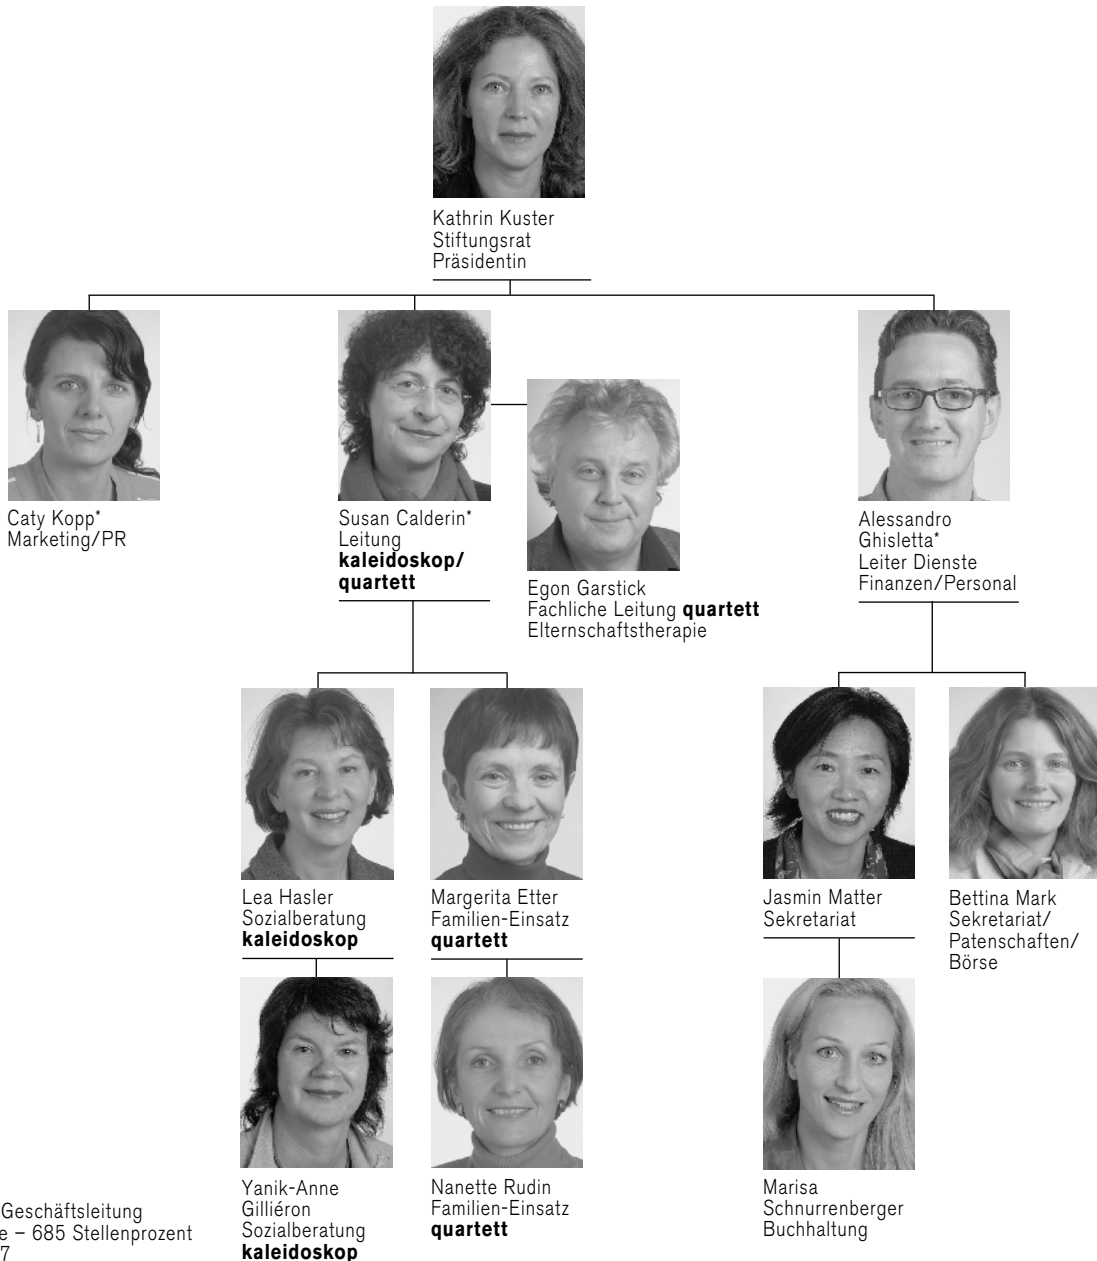 Kathrin Kuster
Stiftungsrat
Präsidentin
Caty Kopp*
Marketing/PR
Susan Calderin*
Leitung
kaleidoskop/
quartett
Egon Garstick
Fachliche Leitung quartett
Elternschaftstherapie
Alessandro
Ghisletta*
Leiter Dienste
Finanzen/Personal
Lea Hasler
Sozialberatung
kaleidoskop
Margerita Etter
Familien-Einsatz
quartett
Jasmin Matter
Sekretariat
Bettina Mark
Sekretariat/
Patenschaften/
Börse
Yanik-Anne
Gilliéron
Sozialberatung
kaleidoskop
Nanette Rudin
Familien-Einsatz
quartett
Marisa
Schnurrenberger
Buchhaltung
Geschäftsleitung
e – 685 Stellenprozent
7